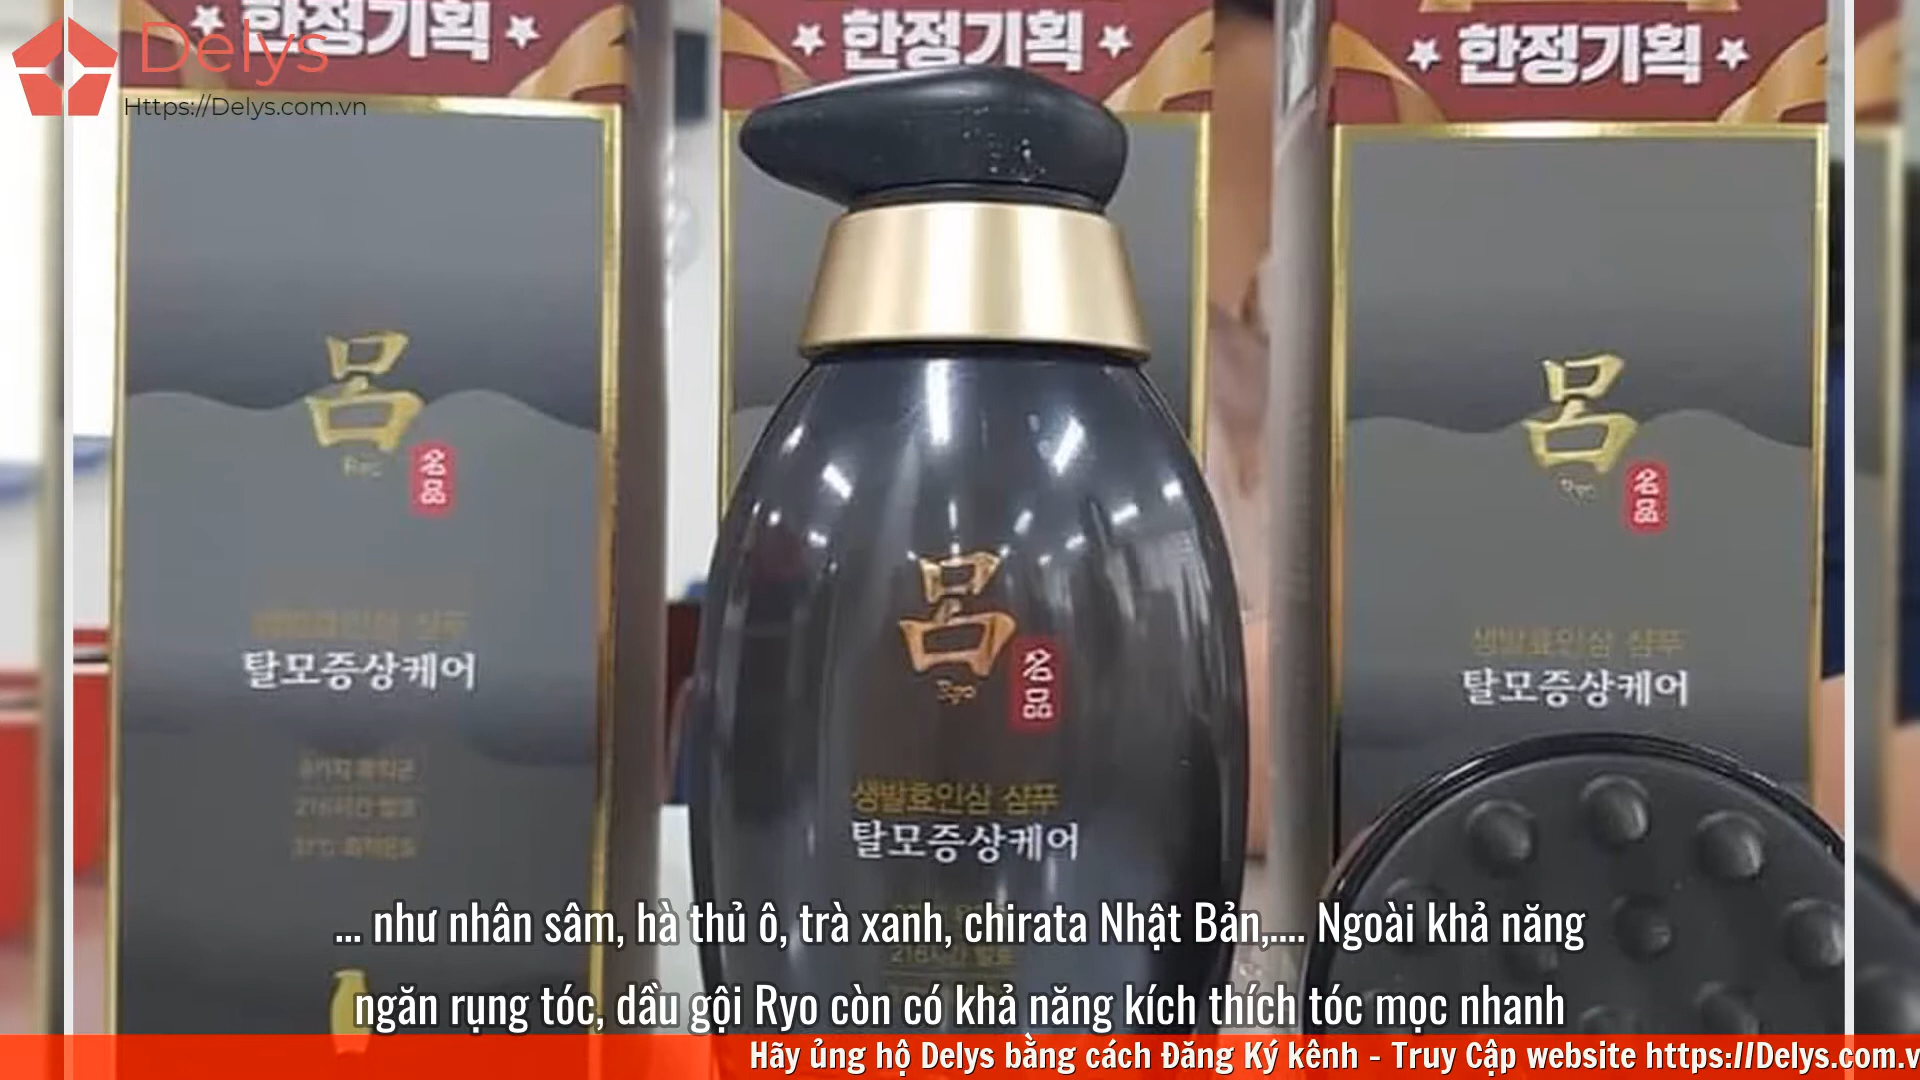 Delys
Https://Delys.com.vn
한정기획
한정기획
한정기획
呂
Ryo
名品
탈모증상케어
呂
Ryo
名品
생발효인삼 샴푸
탈모증상케어
呂
Ryo
名品
생발효인삼 샴푸
탈모증상케어
... như nhân sâm, hà thủ ô, trà xanh, chirata Nhật Bản,.... Ngoài khả năng
ngăn rụng tóc, dầu gội Ryo còn có khả năng kích thích tóc mọc nhanh
Hãy ủng hộ Delys bằng cách Đăng Ký kênh - Truy Cập website https://Delys.com.v